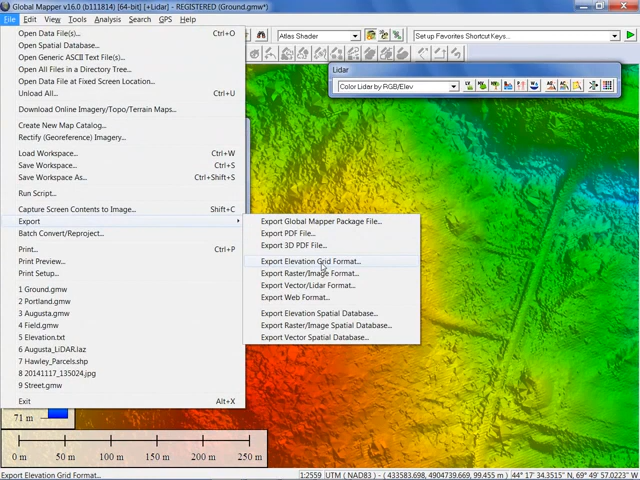 Global Mapper v16.0 (b111814) [64-bit] [+Lidar] - REGISTERED (Ground.gmw*)
File Edit View Tools Analysis Search GPS Help
Atlas Shader
Set up Favorites Shortcut Keys...
Lidar
Color Lidar by RGB/Elev
Open Data File(s)... Ctrl+O
Open Spatial Database...
Open Generic ASCII Text File(s)...
Open All Files in a Directory Tree...
Open Data File at Fixed Screen Location...
Unload All... Ctrl+U
Download Online Imagery/Topo/Terrain Maps...
Create New Map Catalog...
Rectify (Georeference) Imagery...
Load Workspace... Ctrl+W
Save Workspace... Ctrl+S
Save Workspace As... Ctrl+Shift+S
Run Script...
Capture Screen Contents to Image... Shift+C
Export
Batch Convert/Reproject...
Print... Ctrl+P
Print Preview...
Print Setup...
1 Ground.gmw
2 Portland.gmw
3 Augusta.gmw
4 Field.gmw
5 Elevation.txt
6 Augusta_LiDAR.laz
7 Hawley_Parcels.shp
8 20141117_135024.jpg
9 Street.gmw
Exit Alt+X
Export Global Mapper Package File...
Export PDF File...
Export 3D PDF File...
Export Elevation Grid Format...
Export Raster/Image Format...
Export Vector/Lidar Format...
Export Web Format...
Export Elevation Spatial Database...
Export Raster/Image Spatial Database...
Export Vector Spatial Database...
71 m
0 m 50 m 100 m 150 m 200 m 250 m
Export Elevation Grid Format...
1:2559 UTM (NAD83) - (433583.698, 4904739.669, 99.455 m) 44° 17' 34.3515" N, 69° 49' 57.0223" W